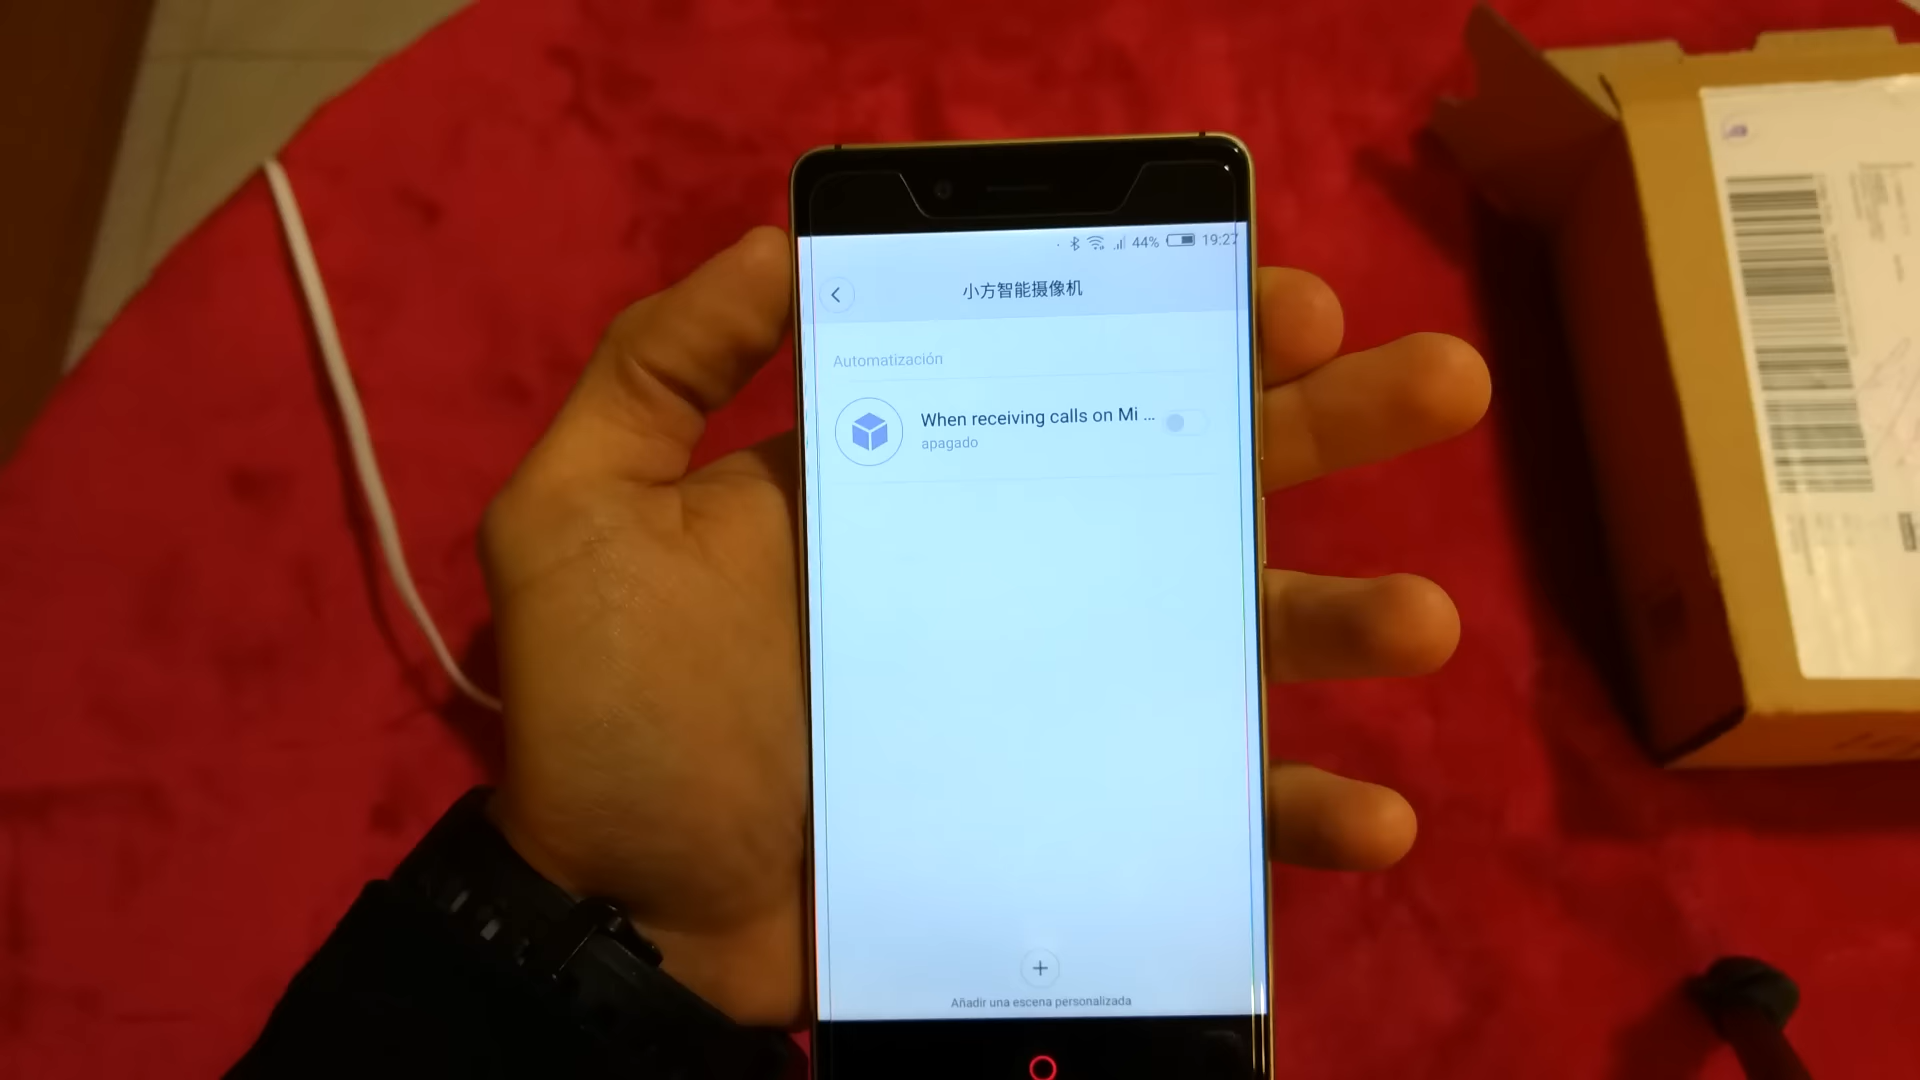 44% 19:27
小方智能摄像机
Automatización
When receiving calls on Mi ...
apagado
Añadir una escena personalizada